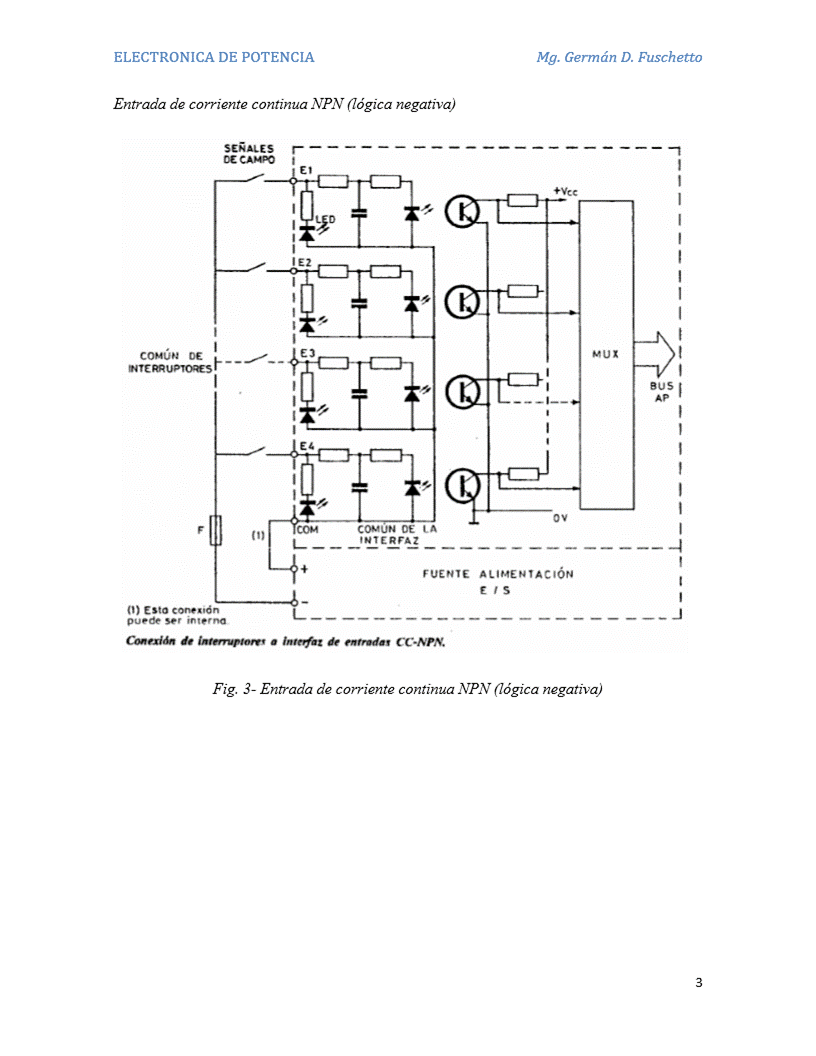 ELECTRONICA DE POTENCIA
Mg. Germán D. Fuschetto
Entrada de corriente continua NPN (lógica negativa)
SEÑALES
DE CAMPO
E1
LED
+Vcc
E2
COMÚN DE
INTERRUPTORES
E3
MUX
BUS
AP
E4
F
(1)
COM
COMÚN DE LA
INTERFAZ
0V
+
FUENTE ALIMENTACIÓN
E / S
-
(1) Esta conexión
puede ser interna.
Conexión de interruptores a interfaz de entradas CC-NPN.
Fig. 3- Entrada de corriente continua NPN (lógica negativa)
3